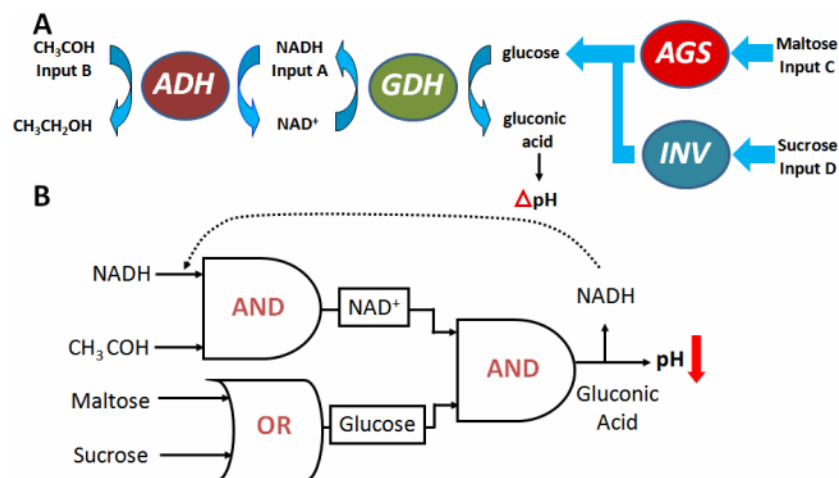 A
CH₃COH
Input B
ADH
NADH
Input A
GDH
glucose
AGS
Maltose
Input C
CH₃CH₂OH
NAD⁺
gluconic
acid
INV
Sucrose
Input D
ΔpH
B
NADH
AND
NAD⁺
CH₃COH
NADH
AND
pH
Gluconic
Acid
Maltose
OR
Glucose
Sucrose